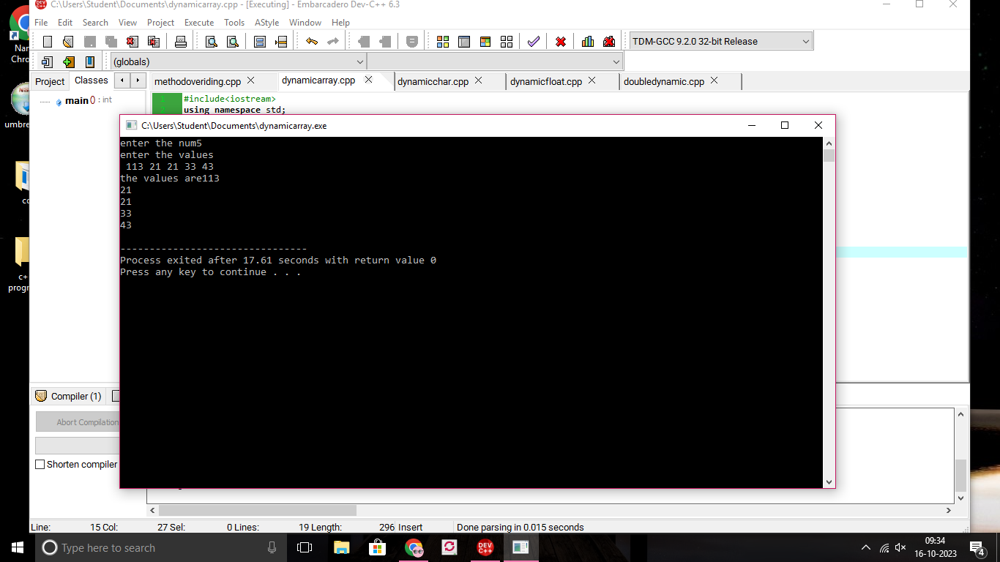 C:\Users\Student\Documents\dynamicarray.cpp - [Executing] - Embarcadero Dev-C++ 6.3
File Edit Search View Project Execute Tools AStyle Window Help
TDM-GCC 9.2.0 32-bit Release
(globals)
Project Classes methodoveriding.cpp dynamicarray.cpp dynamicchar.cpp dynamicfloat.cpp doubledynamic.cpp
main() : int
#include<iostream>
using namespace std;
C:\Users\Student\Documents\dynamicarray.exe
enter the num5
enter the values
113 21 21 33 43
the values are113
21
21
33
43
--------------------------------
Process exited after 17.61 seconds with return value 0
Press any key to continue . . .
Compiler (1)
Abort Compilation
Shorten compiler
Line: 15 Col: 27 Sel: 0 Lines: 19 Length: 296 Insert Done parsing in 0.015 seconds
Type here to search
DEV C++
09:34
16-10-2023
4